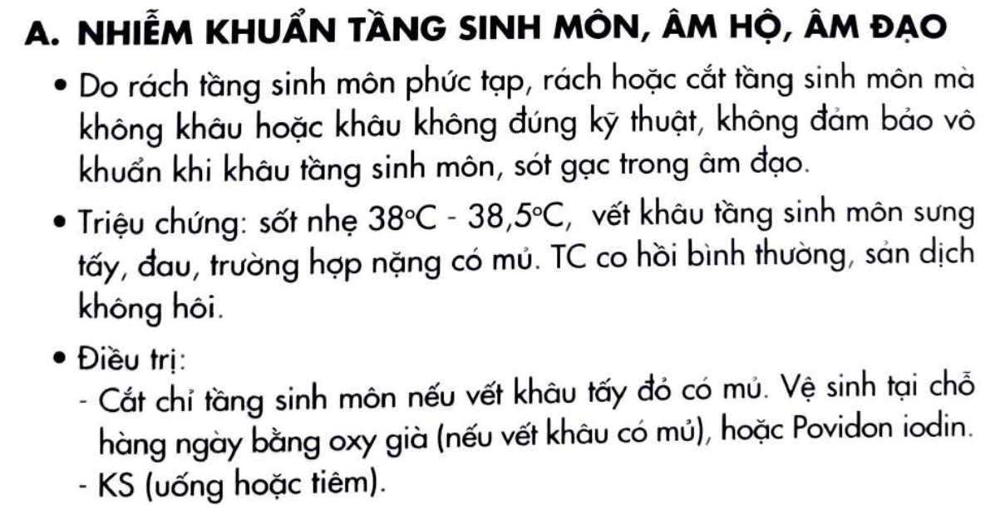 A. NHIỄM KHUẨN TẦNG SINH MÔN, ÂM HỘ, ÂM ĐẠO
• Do rách tầng sinh môn phức tạp, rách hoặc cắt tầng sinh môn mà
không khâu hoặc khâu không đúng kỹ thuật, không đảm bảo vô
khuẩn khi khâu tầng sinh môn, sót gạc trong âm đạo.
• Triệu chứng: sốt nhẹ 38°C - 38,5°C, vết khâu tầng sinh môn sưng
tấy, đau, trường hợp nặng có mủ. TC co hồi bình thường, sản dịch
không hôi.
• Điều trị:
- Cắt chỉ tầng sinh môn nếu vết khâu tấy đỏ có mủ. Vệ sinh tại chỗ
hàng ngày bằng oxy già (nếu vết khâu có mủ), hoặc Povidon iodin.
- KS (uống hoặc tiêm).